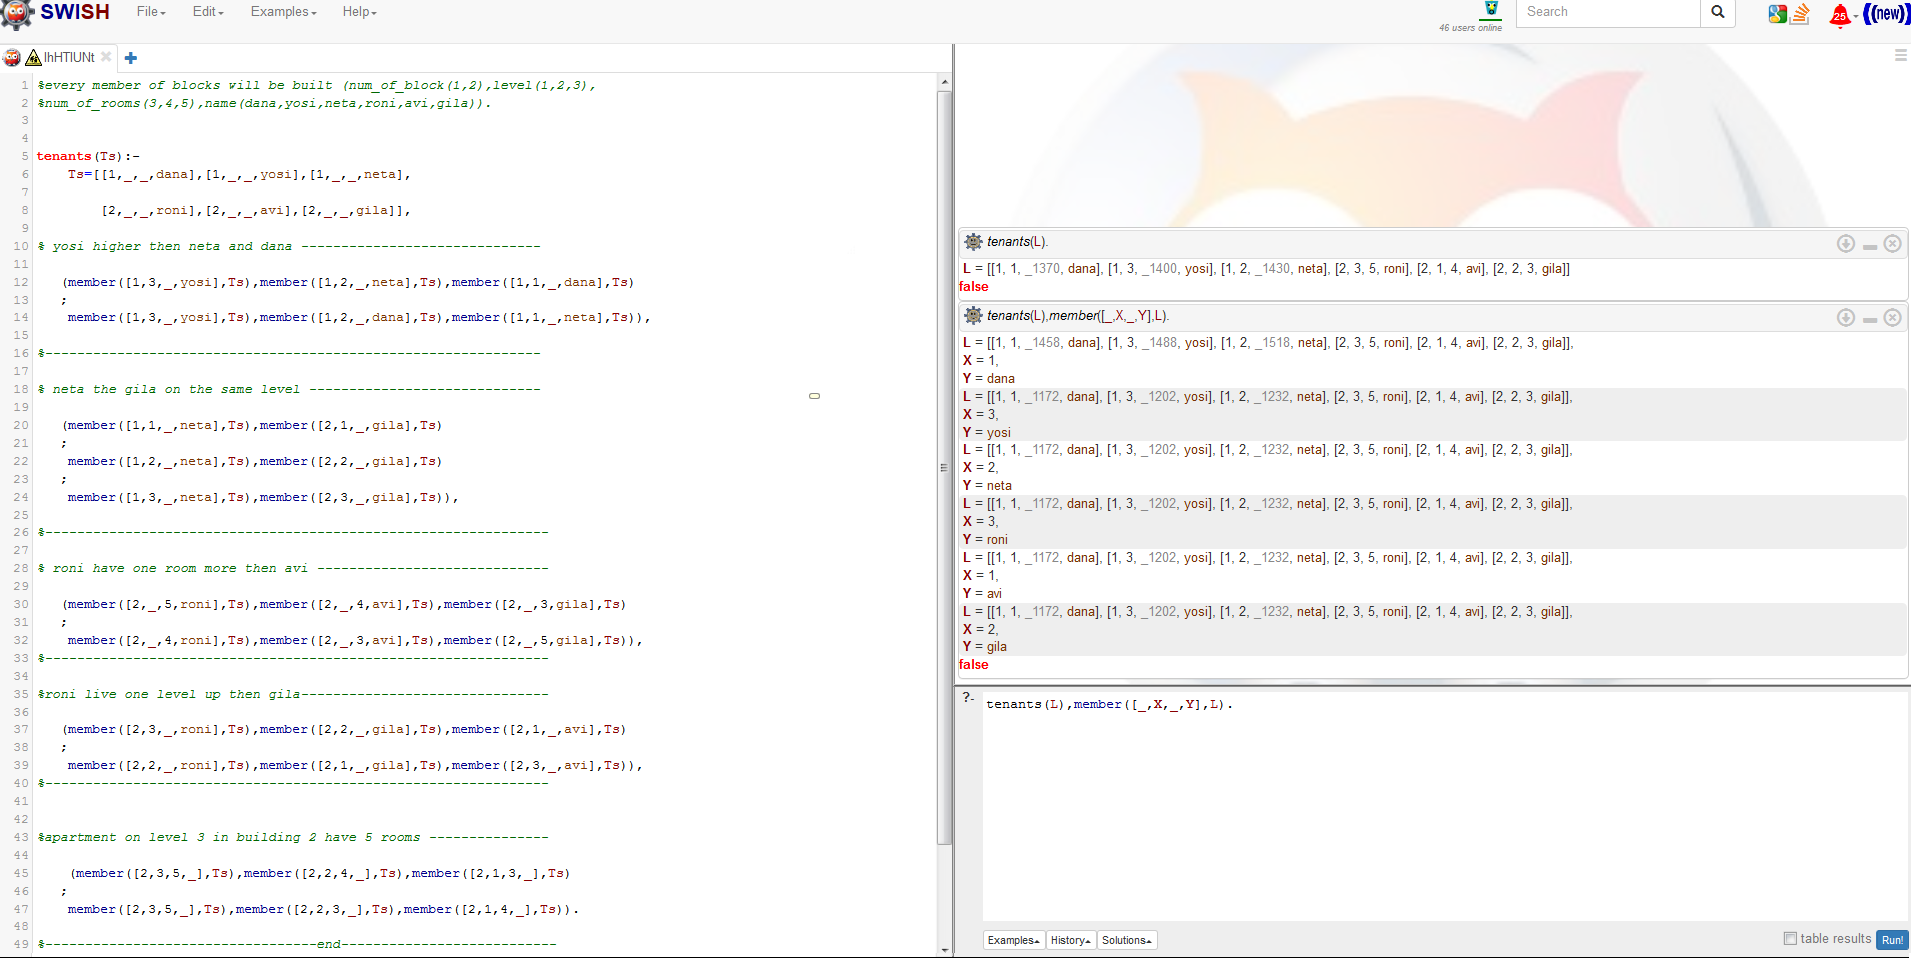 SWISH File Edit Examples Help 46 users online Search 25 ((new))
lhHTlUNt
1 %every member of blocks will be built (num_of_block(1,2),level(1,2,3),
2 %num_of_rooms(3,4,5),name(dana,yosi,neta,roni,avi,gila)).
3
4
5 tenants(Ts):-
6 Ts=[[1,_,_,dana],[1,_,_,yosi],[1,_,_,neta],
7
8 [2,_,_,roni],[2,_,_,avi],[2,_,_,gila]],
9
10 % yosi higher then neta and dana ------------------------------
11
12 (member([1,3,_,yosi],Ts),member([1,2,_,neta],Ts),member([1,1,_,dana],Ts)
13 ;
14 member([1,3,_,yosi],Ts),member([1,2,_,dana],Ts),member([1,1,_,neta],Ts)),
15
16 %--------------------------------------------------------------
17
18 % neta the gila on the same level -----------------------------
19
20 (member([1,1,_,neta],Ts),member([2,1,_,gila],Ts)
21 ;
22 member([1,2,_,neta],Ts),member([2,2,_,gila],Ts)
23 ;
24 member([1,3,_,neta],Ts),member([2,3,_,gila],Ts)),
25
26 %---------------------------------------------------------------
27
28 % roni have one room more then avi -----------------------------
29
30 (member([2,_,5,roni],Ts),member([2,_,4,avi],Ts),member([2,_,3,gila],Ts)
31 ;
32 member([2,_,4,roni],Ts),member([2,_,3,avi],Ts),member([2,_,5,gila],Ts)),
33 %---------------------------------------------------------------
34
35 %roni live one level up then gila-------------------------------
36
37 (member([2,3,_,roni],Ts),member([2,2,_,gila],Ts),member([2,1,_,avi],Ts)
38 ;
39 member([2,2,_,roni],Ts),member([2,1,_,gila],Ts),member([2,3,_,avi],Ts)),
40 %---------------------------------------------------------------
41
42
43 %apartment on level 3 in building 2 have 5 rooms ---------------
44
45 (member([2,3,5,_],Ts),member([2,2,4,_],Ts),member([2,1,3,_],Ts)
46 ;
47 member([2,3,5,_],Ts),member([2,2,3,_],Ts),member([2,1,4,_],Ts)).
48
49 %----------------------------------end---------------------------
tenants(L).
L = [[1, 1, _1370, dana], [1, 3, _1400, yosi], [1, 2, _1430, neta], [2, 3, 5, roni], [2, 1, 4, avi], [2, 2, 3, gila]]
false
tenants(L),member([_,X,_,Y],L).
L = [[1, 1, _1458, dana], [1, 3, _1488, yosi], [1, 2, _1518, neta], [2, 3, 5, roni], [2, 1, 4, avi], [2, 2, 3, gila]],
X = 1,
Y = dana
L = [[1, 1, _1172, dana], [1, 3, _1202, yosi], [1, 2, _1232, neta], [2, 3, 5, roni], [2, 1, 4, avi], [2, 2, 3, gila]],
X = 3,
Y = yosi
L = [[1, 1, _1172, dana], [1, 3, _1202, yosi], [1, 2, _1232, neta], [2, 3, 5, roni], [2, 1, 4, avi], [2, 2, 3, gila]],
X = 2,
Y = neta
L = [[1, 1, _1172, dana], [1, 3, _1202, yosi], [1, 2, _1232, neta], [2, 3, 5, roni], [2, 1, 4, avi], [2, 2, 3, gila]],
X = 3,
Y = roni
L = [[1, 1, _1172, dana], [1, 3, _1202, yosi], [1, 2, _1232, neta], [2, 3, 5, roni], [2, 1, 4, avi], [2, 2, 3, gila]],
X = 1,
Y = avi
L = [[1, 1, _1172, dana], [1, 3, _1202, yosi], [1, 2, _1232, neta], [2, 3, 5, roni], [2, 1, 4, avi], [2, 2, 3, gila]],
X = 2,
Y = gila
false
?- tenants(L),member([_,X,_,Y],L).
Examples History Solutions table results Run!